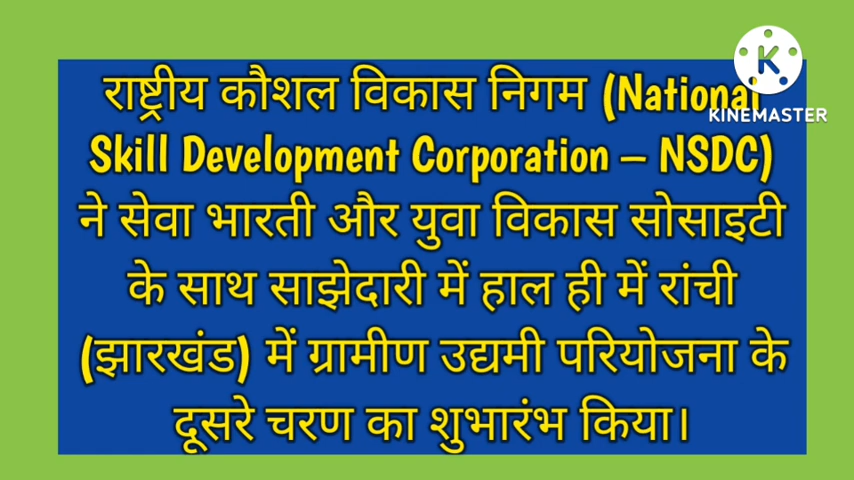 राष्ट्रीय कौशल विकास निगम (National
Skill Development Corporation – NSDC)
ने सेवा भारती और युवा विकास सोसाइटी
के साथ साझेदारी में हाल ही में रांची
(झारखंड) में ग्रामीण उद्यमी परियोजना के
दूसरे चरण का शुभारंभ किया।
K
KINEMASTER